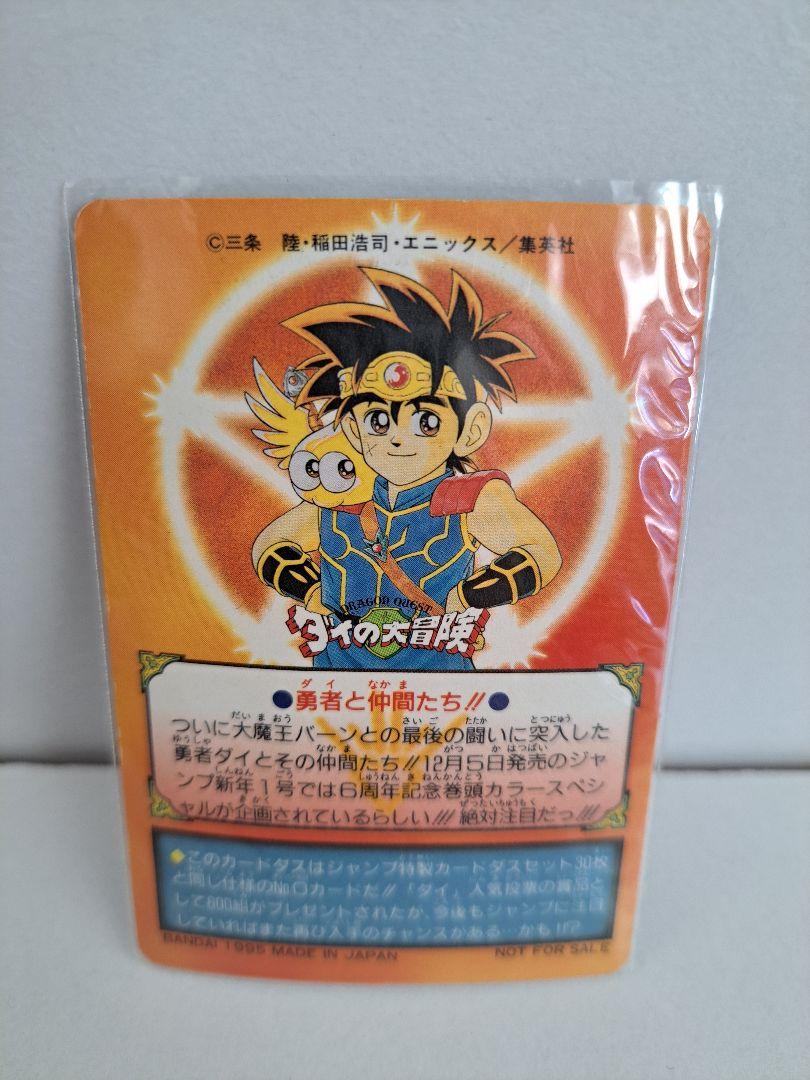 ©三条 陸・稲田浩司・エニックス／集英社
DRAGON QUEST
ダイの大冒険
●勇者と仲間たち!!●
ついに大魔王バーンとの最後の闘いに突入した
勇者ダイとその仲間たち!!12月5日発売のジャ
ンプ新年1号では6周年記念巻頭カラースペシ
ャルが企画されているらしい!!! 絶対注目だっ!!!
◆このカードダスはジャンプ特製カードダスセット30枚
と同じ仕様のNo.0カードだ!!「ダイ」人気投票の賞品と
して600組がプレゼントされたが、今後もジャンプに注目
していればまた再び入手のチャンスがある…かも!!?
BANDAI 1995 MADE IN JAPAN NOT FOR SALE